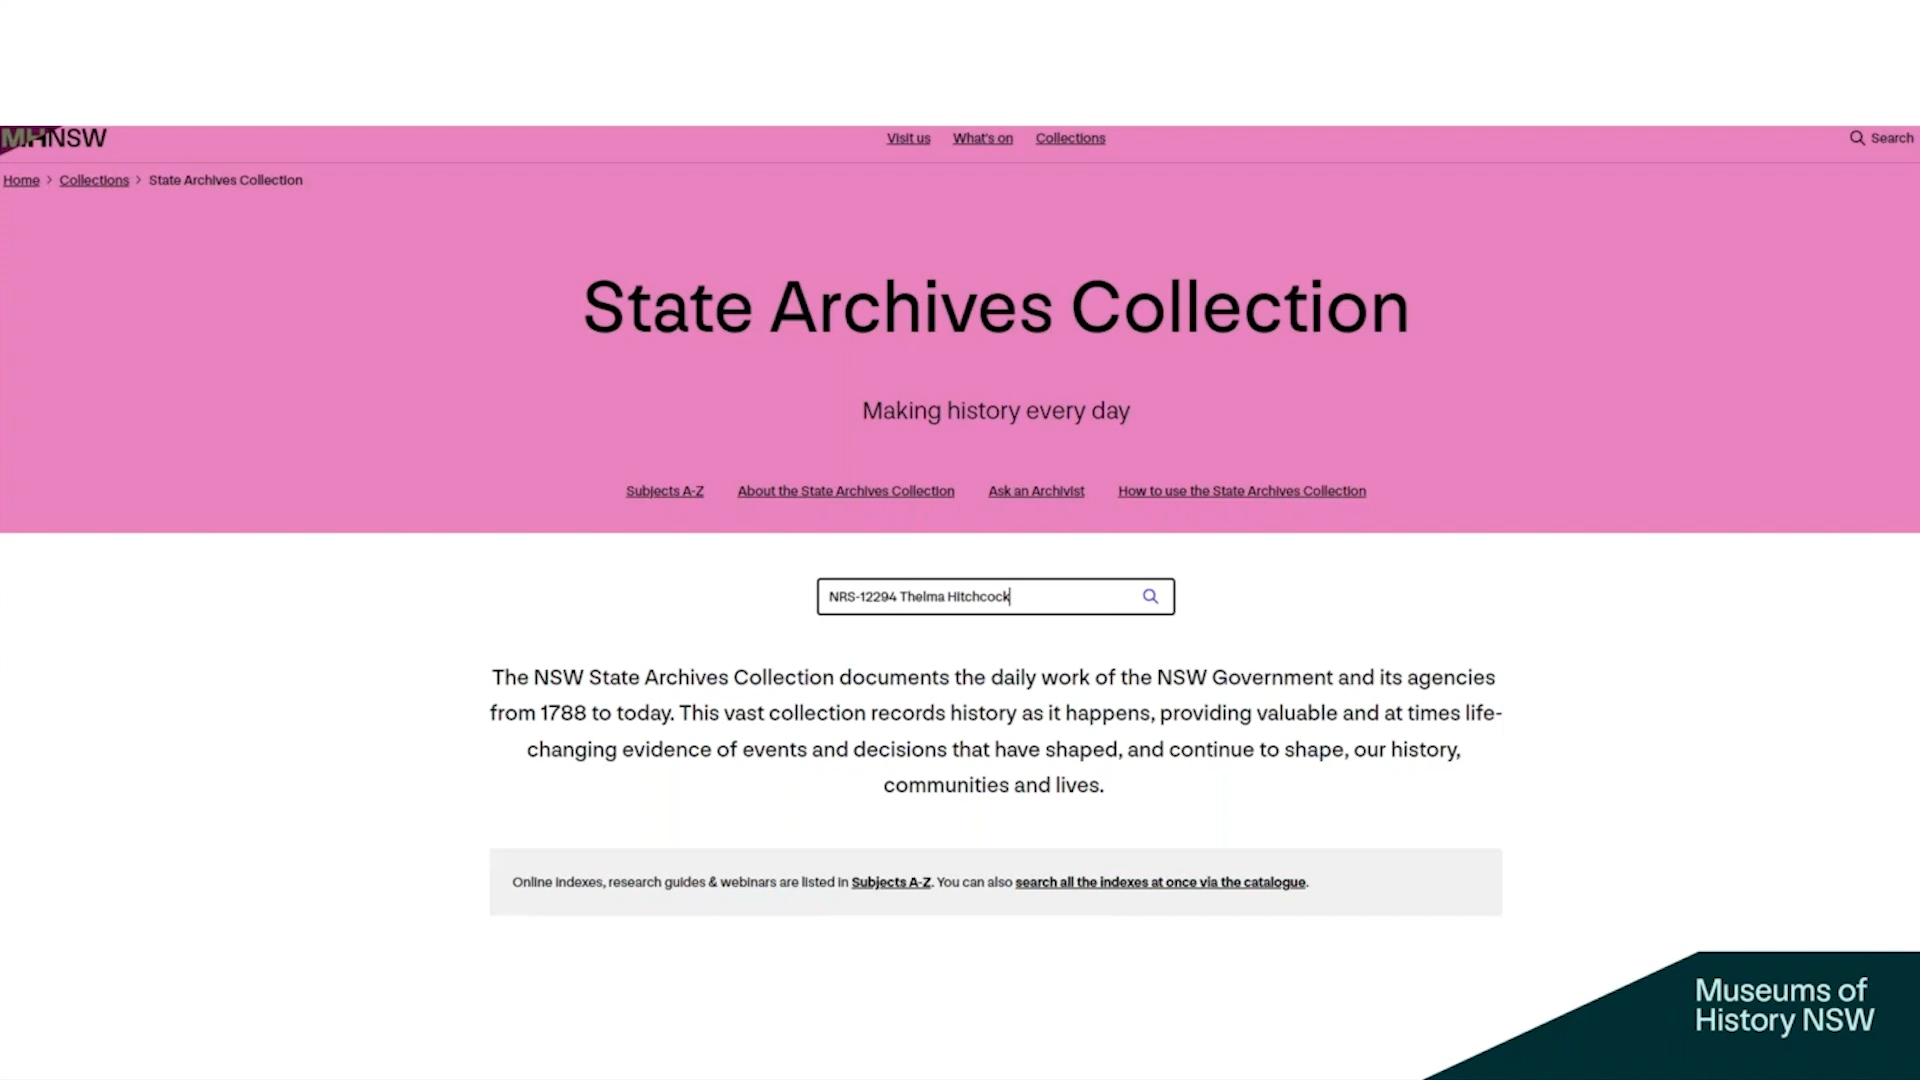 MHNSW
Visit us What's on Collections
Search
Home > Collections > State Archives Collection
State Archives Collection
Making history every day
Subjects A-Z About the State Archives Collection Ask an Archivist How to use the State Archives Collection
NRS-12294 Thelma Hitchcock
The NSW State Archives Collection documents the daily work of the NSW Government and its agencies
from 1788 to today. This vast collection records history as it happens, providing valuable and at times life-
changing evidence of events and decisions that have shaped, and continue to shape, our history,
communities and lives.
Online indexes, research guides & webinars are listed in Subjects A-Z. You can also search all the indexes at once via the catalogue.
Museums of
History NSW